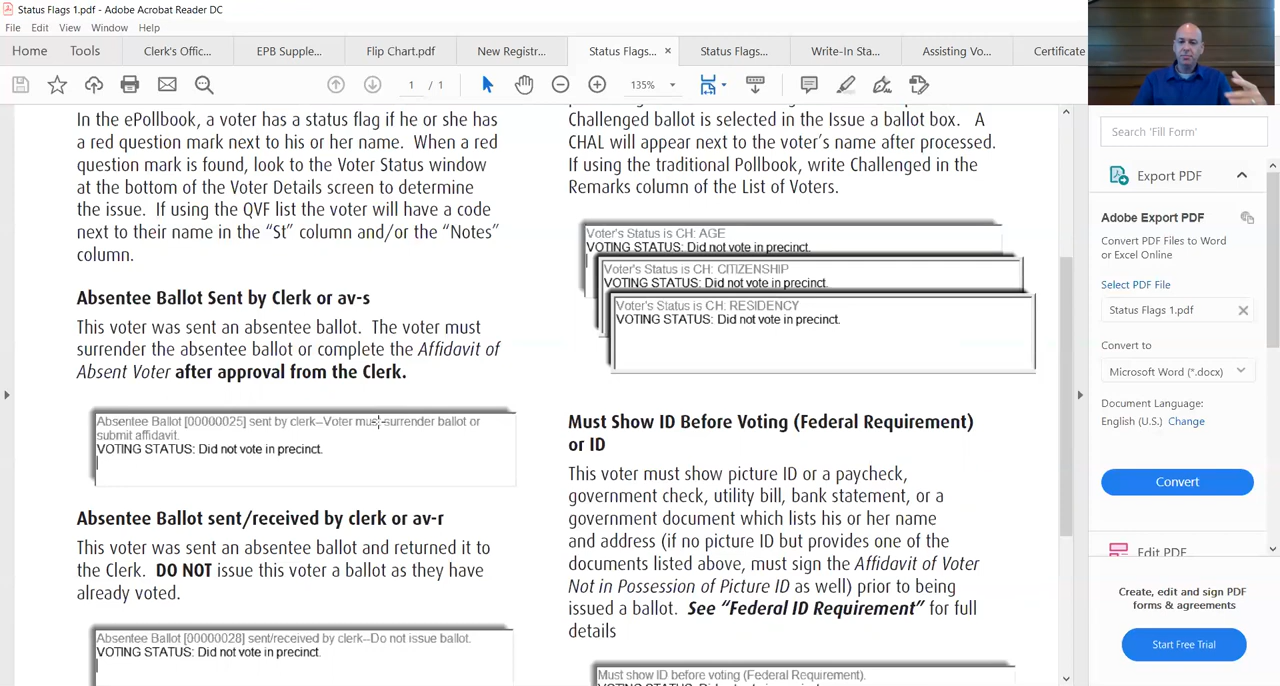 Status Flags 1.pdf - Adobe Acrobat Reader DC
File Edit View Window Help
Home Tools Clerk's Offic... EPB Supple... Flip Chart.pdf New Registr... Status Flags... × Status Flags... Write-In Sta... Assisting Vo... Certificate
1 / 1 135%
In the ePollbook, a voter has a status flag if he or she has
a red question mark next to his or her name. When a red
question mark is found, look to the Voter Status window
at the bottom of the Voter Details screen to determine
the issue. If using the QVF list the voter will have a code
next to their name in the “St” column and/or the “Notes”
column.
Absentee Ballot Sent by Clerk or av-s
This voter was sent an absentee ballot. The voter must
surrender the absentee ballot or complete the Affidavit of
Absent Voter after approval from the Clerk.
Absentee Ballot [00000025] sent by clerk--Voter must surrender ballot or
submit affidavit.
VOTING STATUS: Did not vote in precinct.
Absentee Ballot sent/received by clerk or av-r
This voter was sent an absentee ballot and returned it to
the Clerk. DO NOT issue this voter a ballot as they have
already voted.
Absentee Ballot [00000028] sent/received by clerk--Do not issue ballot.
VOTING STATUS: Did not vote in precinct.
Challenged ballot is selected in the Issue a ballot box. A
CHAL will appear next to the voter's name after processed.
If using the traditional Pollbook, write Challenged in the
Remarks column of the List of Voters.
Voter's Status is CH: AGE
VOTING STATUS: Did not vote in precinct.
Voter's Status is CH: CITIZENSHIP
VOTING STATUS: Did not vote in precinct.
Voter's Status is CH: RESIDENCY
VOTING STATUS: Did not vote in precinct.
Must Show ID Before Voting (Federal Requirement)
or ID
This voter must show picture ID or a paycheck,
government check, utility bill, bank statement, or a
government document which lists his or her name
and address (if no picture ID but provides one of the
documents listed above, must sign the Affidavit of Voter
Not in Possession of Picture ID as well) prior to being
issued a ballot. See “Federal ID Requirement” for full
details
Must show ID before voting (Federal Requirement).
Search 'Fill Form'
Export PDF
Adobe Export PDF
Convert PDF Files to Word
or Excel Online
Select PDF File
Status Flags 1.pdf
Convert to
Microsoft Word (*.docx)
Document Language:
English (U.S.) Change
Convert
Edit PDF
Create, edit and sign PDF
forms & agreements
Start Free Trial